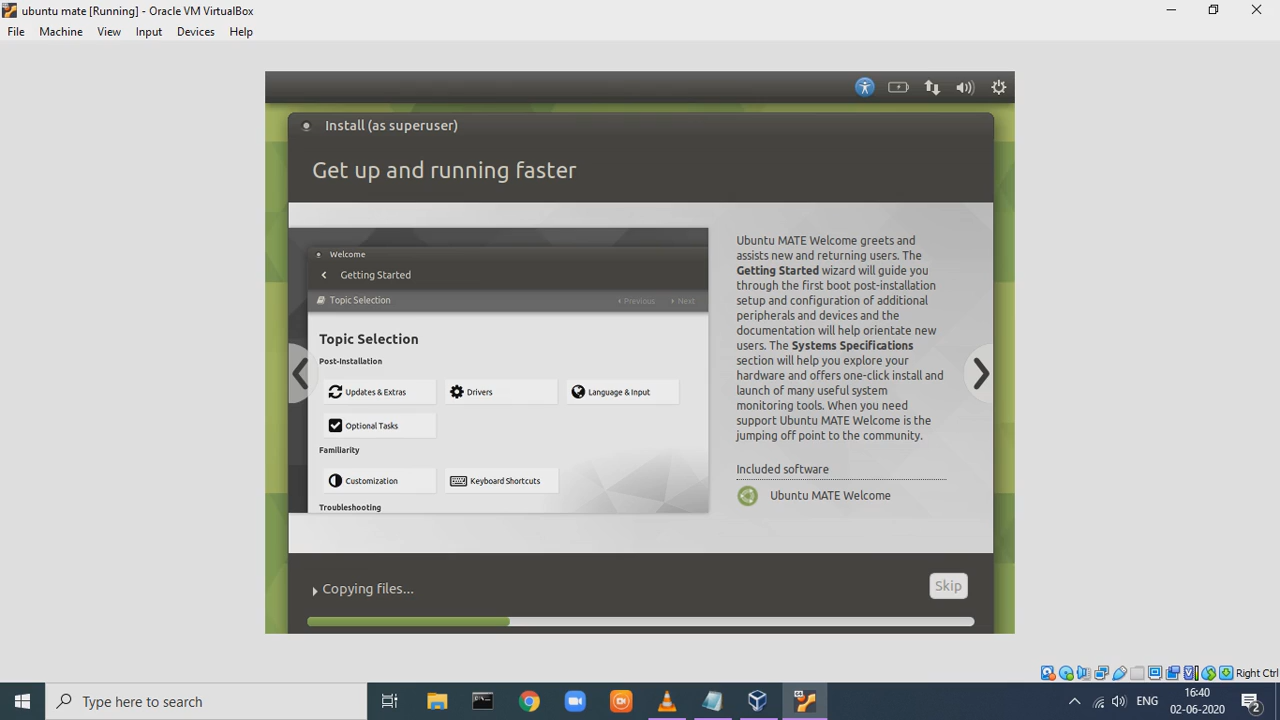 ubuntu mate [Running] - Oracle VM VirtualBox
File Machine View Input Devices Help
Install (as superuser)
Get up and running faster
Welcome
Getting Started
Topic Selection
Previous Next
Topic Selection
Post-Installation
Updates & Extras
Drivers
Language & Input
Optional Tasks
Familiarity
Customization
Keyboard Shortcuts
Troubleshooting
Ubuntu MATE Welcome greets and
assists new and returning users. The
Getting Started wizard will guide you
through the first boot post-installation
setup and configuration of additional
peripherals and devices and the
documentation will help orientate new
users. The Systems Specifications
section will help you explore your
hardware and offers one-click install and
launch of many useful system
monitoring tools. When you need
support Ubuntu MATE Welcome is the
jumping off point to the community.
Included software
Ubuntu MATE Welcome
Copying files...
Skip
Right Ctrl
Type here to search
ENG
16:40
02-06-2020
2